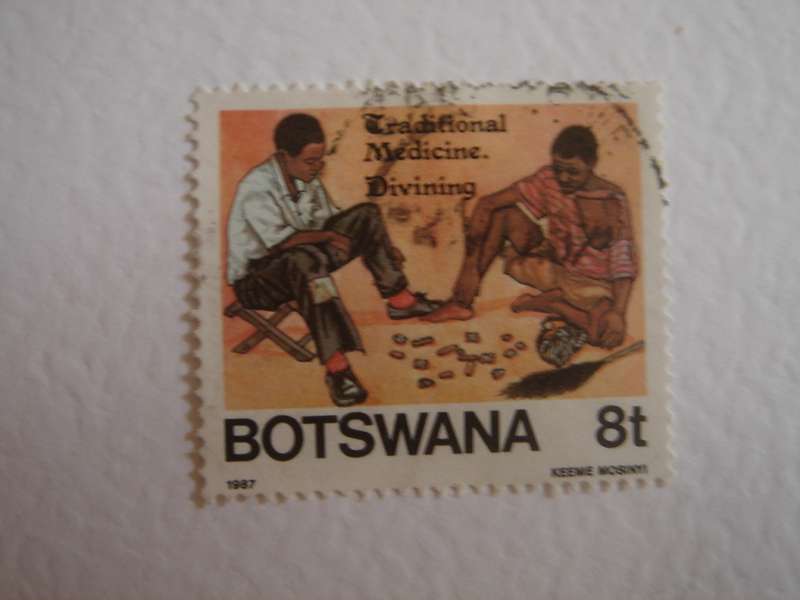 Traditional
Medicine.
Divining
BOTSWANA 8t
1987 KEEME MOSINYI